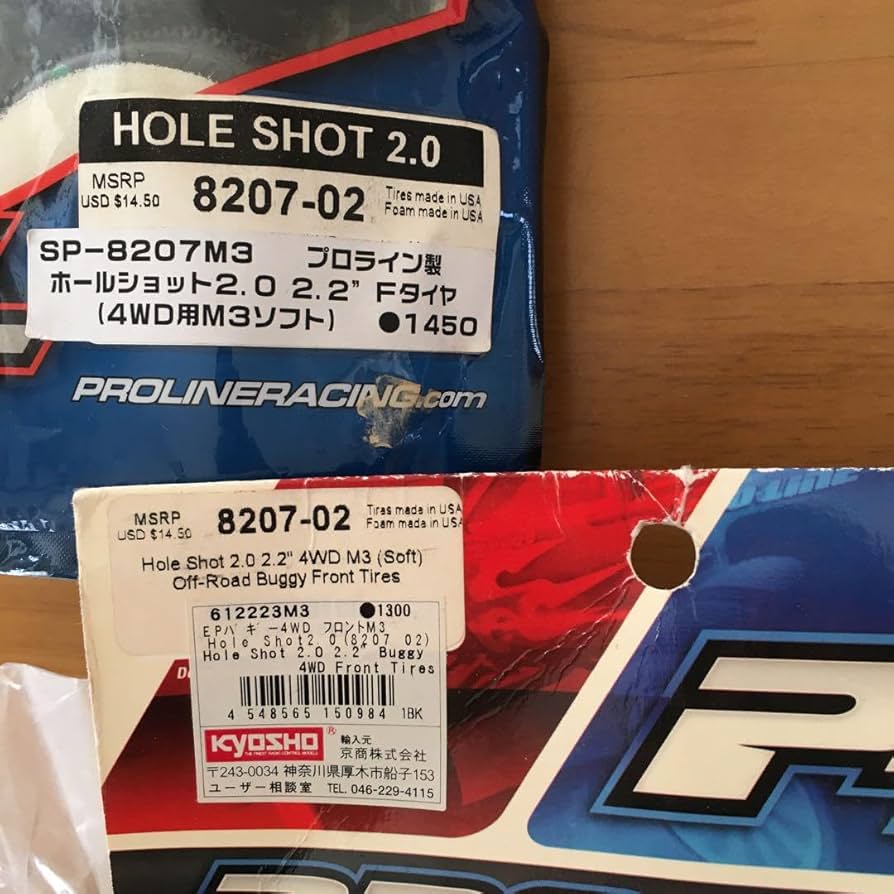 HOLE SHOT 2.0
MSRP
USD $14.50
8207-02
Tires made in USA
Foam made in USA
SP-8207M3 プロライン製
ホールショット2.0 2.2” Fタイヤ
(4WD用M3ソフト) ●1450
PROLINERACING.com
MSRP
USD $14.50
8207-02
Tires made in USA
Foam made in USA
Hole Shot 2.0 2.2" 4WD M3 (Soft)
Off-Road Buggy Front Tires
612223M3 ●1300
EPバギー4WD フロントM3
Hole Shot2.0(8207 02)
Hole Shot 2.0 2.2" Buggy
4WD Front Tires
4 548565 150984 1BK
KYOSHO®
THE FINEST RADIO CONTROL MODELS
輸入元
京商株式会社
〒243-0034 神奈川県厚木市船子153
ユーザー相談室 TEL. 046-229-4115